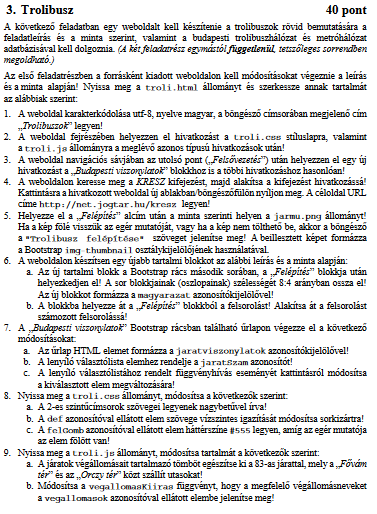 3. Trolibusz 40 pont
A következő feladatban egy weboldalt kell készítenie a trolibuszok rövid bemutatására a
feladatleírás és a minta szerint, valamint a budapesti trolibuszhálózat és metróhálózat
adatbázisával kell dolgoznia. (A két feladatrész egymástól függetlenül, tetszőleges sorrendben
megoldható.)
Az első feladatrészben a forrásként kiadott weboldalon kell módosításokat végeznie a leírás
és a minta alapján! Nyissa meg a troli.html állományt és szerkessze annak tartalmát
az alábbiak szerint:
1. A weboldal karakterkódolása utf-8, nyelve magyar, a böngésző címsorában megjelenő cím
„Trolibuszok” legyen!
2. A weboldal fejrészében helyezzen el hivatkozást a troli.css stíluslapra, valamint
a troli.js állományra a meglévő azonos típusú hivatkozások után!
3. A weboldal navigációs sávjában az utolsó pont („Felsővezetés”) után helyezzen el egy új
hivatkozást a „Budapesti viszonylatok” blokkhoz is a többi hivatkozáshoz hasonlóan!
4. A weboldalon keresse meg a KRESZ kifejezést, majd alakítsa a kifejezést hivatkozássá!
Kattintásra a hivatkozott weboldal új ablakban/böngészőfülön nyíljon meg. A céloldal URL
címe http://net.jogtar.hu/kresz legyen!
5. Helyezze el a „Felépítés” alcím után a minta szerinti helyen a jarmu.png állományt!
Ha a kép fölé visszük az egér mutatóját, vagy ha a kép nem tölthető be, akkor a böngésző
a "Trolibusz felépítése" szöveget jelenítse meg! A beillesztett képet formázza
a Bootstrap img-thumbnail osztálykijelölőjének használatával.
6. A weboldalon készítsen egy újabb tartalmi blokkot az alábbi leírás és a minta alapján:
a. Az új tartalmi blokk a Bootstrap rács második sorában, a „Felépítés” blokkja után
helyezkedjen el! A sor blokkjainak (oszlopainak) szélességét 8:4 arányban ossza el!
Az új blokkot formázza a magyarazat azonosítókijelölővel!
b. A blokkba helyezze át a „Felépítés” blokkból a felsorolást! Alakítsa át a felsorolást
számozott felsorolássá!
7. A „Budapesti viszonylatok” Bootstrap rácsban található űrlapon végezze el a következő
módosításokat:
a. Az űrlap HTML elemet formázza a jaratviszonylatok azonosítókijelölővel!
b. A lenyíló választólista elemhez rendelje a jaratSzam azonosítót!
c. A lenyíló választólistához rendelt függvényhívás eseményét kattintásról módosítsa
a kiválasztott elem megváltozására!
8. Nyissa meg a troli.css állományt, módosítsa a következők szerint:
a. A 2-es szintűcímsorok szövegei legyenek nagybetűvel írva!
b. A def azonosítóval ellátott elem szövege vízszintes igazítását módosítsa sorkizártra!
c. A felGomb azonosítóval ellátott elem háttérszíne #555 legyen, amíg az egér mutatója
az elem fölött van!
9. Nyissa meg a troli.js állományt, módosítsa tartalmát a következők szerint:
a. A járatok végállomásait tartalmazó tömböt egészítse ki a 83-as járattal, mely a „Fővám
tér” és az „Orczy tér” közt szállít utasokat!
b. Módosítsa a vegallomasKiiras függvényt, hogy a megfelelő végállomásneveket
a vegallomasok azonosítóval ellátott elembe jelenítse meg!